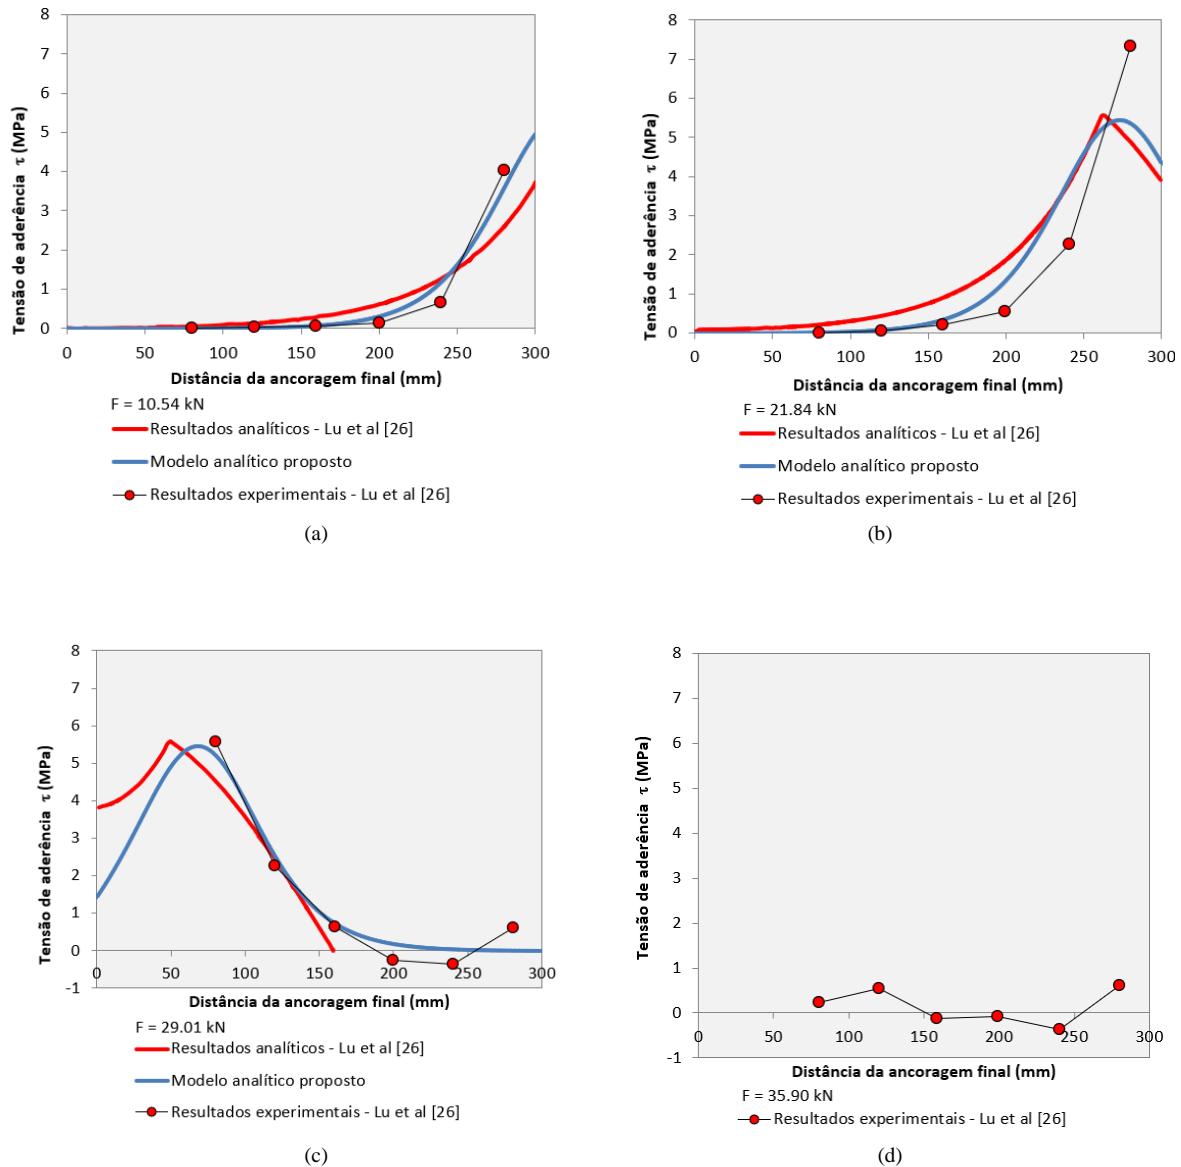 8
7
6
5
4
3
2
1
0
Tensão de aderência τ (MPa)
0 50 100 150 200 250 300
Distância da ancoragem final (mm)
F = 10.54 kN
Resultados analíticos - Lu et al [26]
Modelo analítico proposto
Resultados experimentais - Lu et al [26]
(a)
8
7
6
5
4
3
2
1
0
Tensão de aderência τ (MPa)
0 50 100 150 200 250 300
Distância da ancoragem final (mm)
F = 21.84 kN
Resultados analíticos - Lu et al [26]
Modelo analítico proposto
Resultados experimentais - Lu et al [26]
(b)
8
7
6
5
4
3
2
1
0
-1
Tensão de aderência τ (MPa)
0 50 100 150 200 250 300
Distância da ancoragem final (mm)
F = 29.01 kN
Resultados analíticos - Lu et al [26]
Modelo analítico proposto
Resultados experimentais - Lu et al [26]
(c)
8
7
6
5
4
3
2
1
0
-1
Tensão de aderência τ (MPa)
0 50 100 150 200 250 300
Distância da ancoragem final (mm)
F = 35.90 kN
Resultados experimentais - Lu et al [26]
(d)